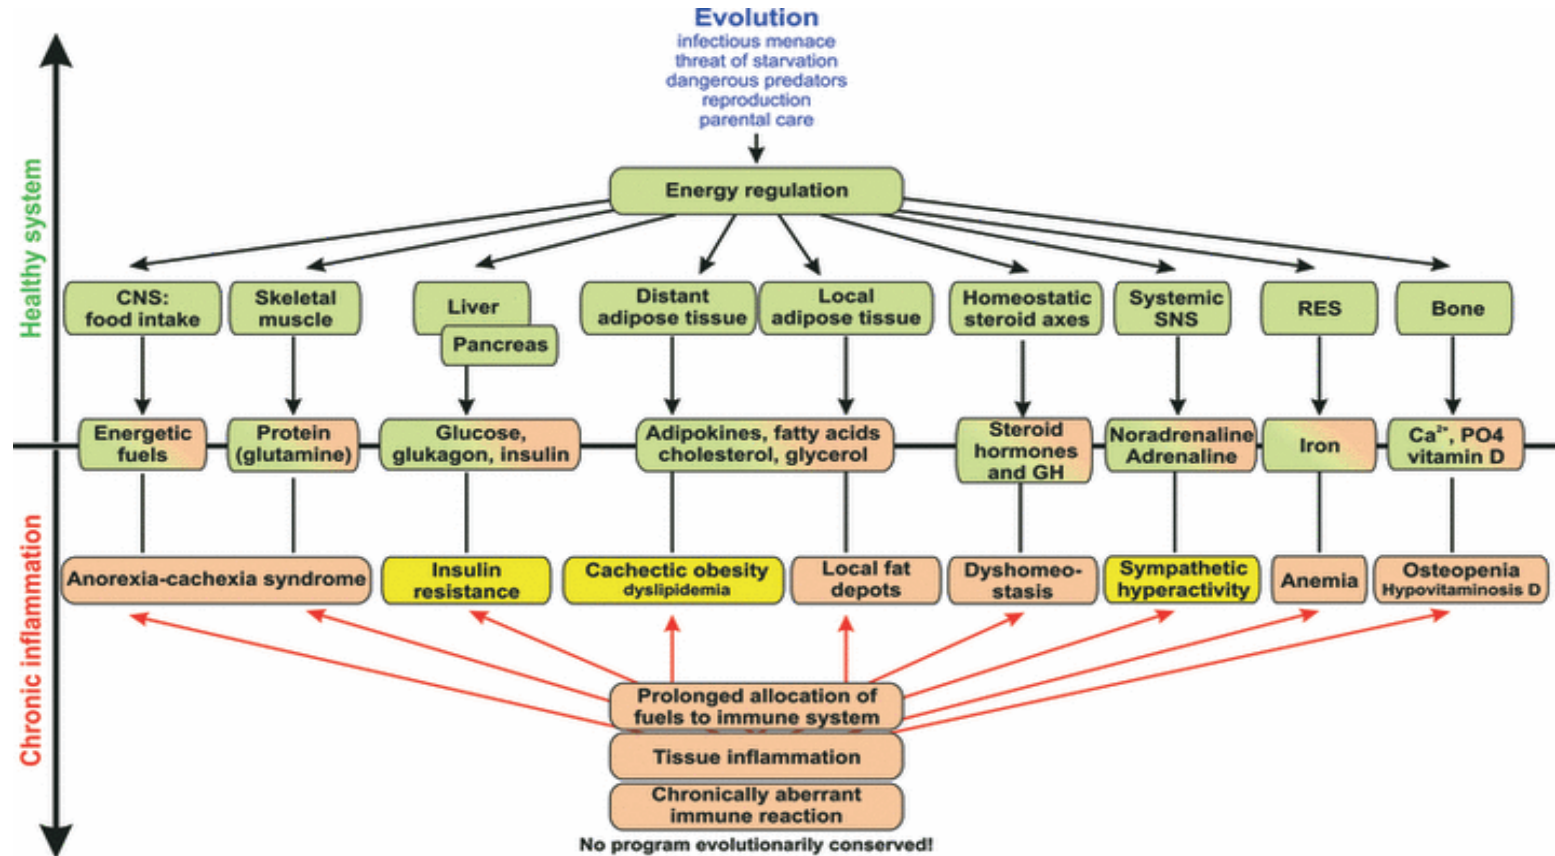 Evolution
infectious menace
threat of starvation
dangerous predators
reproduction
parental care
Healthy system
Energy regulation
CNS:
food intake
Skeletal
muscle
Liver
Pancreas
Distant
adipose tissue
Local
adipose tissue
Homeostatic
steroid axes
Systemic
SNS
RES
Bone
Energetic
fuels
Protein
(glutamine)
Glucose,
glukagon, insulin
Adipokines, fatty acids
cholesterol, glycerol
Steroid
hormones
and GH
Noradrenaline
Adrenaline
Iron
Ca²⁺, PO4
vitamin D
Chronic inflammation
Anorexia-cachexia syndrome
Insulin
resistance
Cachectic obesity
dyslipidemia
Local fat
depots
Dyshomeo-
stasis
Sympathetic
hyperactivity
Anemia
Osteopenia
Hypovitaminosis D
Prolonged allocation of
fuels to immune system
Tissue inflammation
Chronically aberrant
immune reaction
No program evolutionarily conserved!